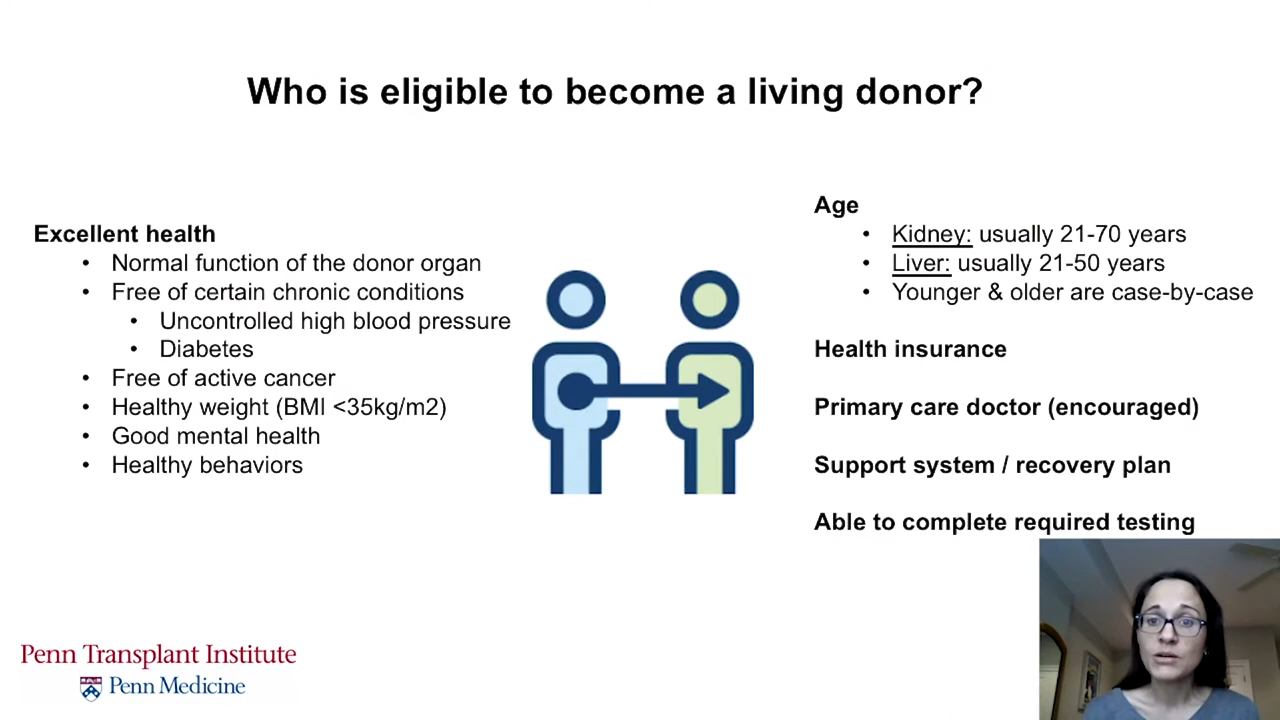 Who is eligible to become a living donor?
Excellent health
• Normal function of the donor organ
• Free of certain chronic conditions
• Uncontrolled high blood pressure
• Diabetes
• Free of active cancer
• Healthy weight (BMI <35kg/m2)
• Good mental health
• Healthy behaviors
Age
• Kidney: usually 21-70 years
• Liver: usually 21-50 years
• Younger & older are case-by-case
Health insurance
Primary care doctor (encouraged)
Support system / recovery plan
Able to complete required testing
Penn Transplant Institute
Penn Medicine